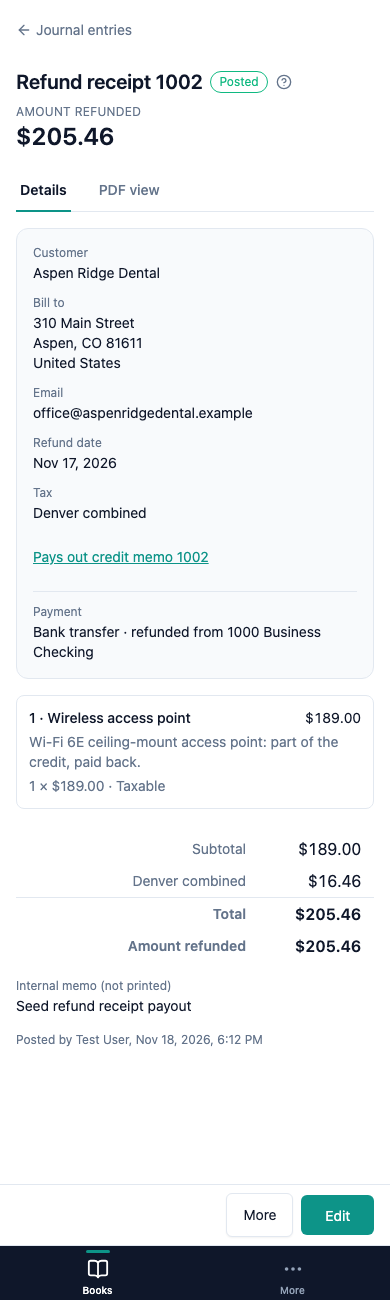 Journal entries
Refund receipt 1002 Posted
AMOUNT REFUNDED
$205.46
Details PDF view
Customer
Aspen Ridge Dental
Bill to
310 Main Street
Aspen, CO 81611
United States
Email
office@aspenridgedental.example
Refund date
Nov 17, 2026
Tax
Denver combined
Pays out credit memo 1002
Payment
Bank transfer · refunded from 1000 Business
Checking
1 · Wireless access point $189.00
Wi-Fi 6E ceiling-mount access point: part of the
credit, paid back.
1 × $189.00 · Taxable
Subtotal $189.00
Denver combined $16.46
Total $205.46
Amount refunded $205.46
Internal memo (not printed)
Seed refund receipt payout
Posted by Test User, Nov 18, 2026, 6:12 PM
More Edit
Books More